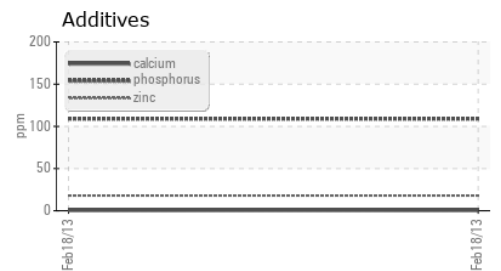 Additives
200
150
100
50
0
ppm
calcium
phosphorus
zinc
Feb18/13
Feb18/13